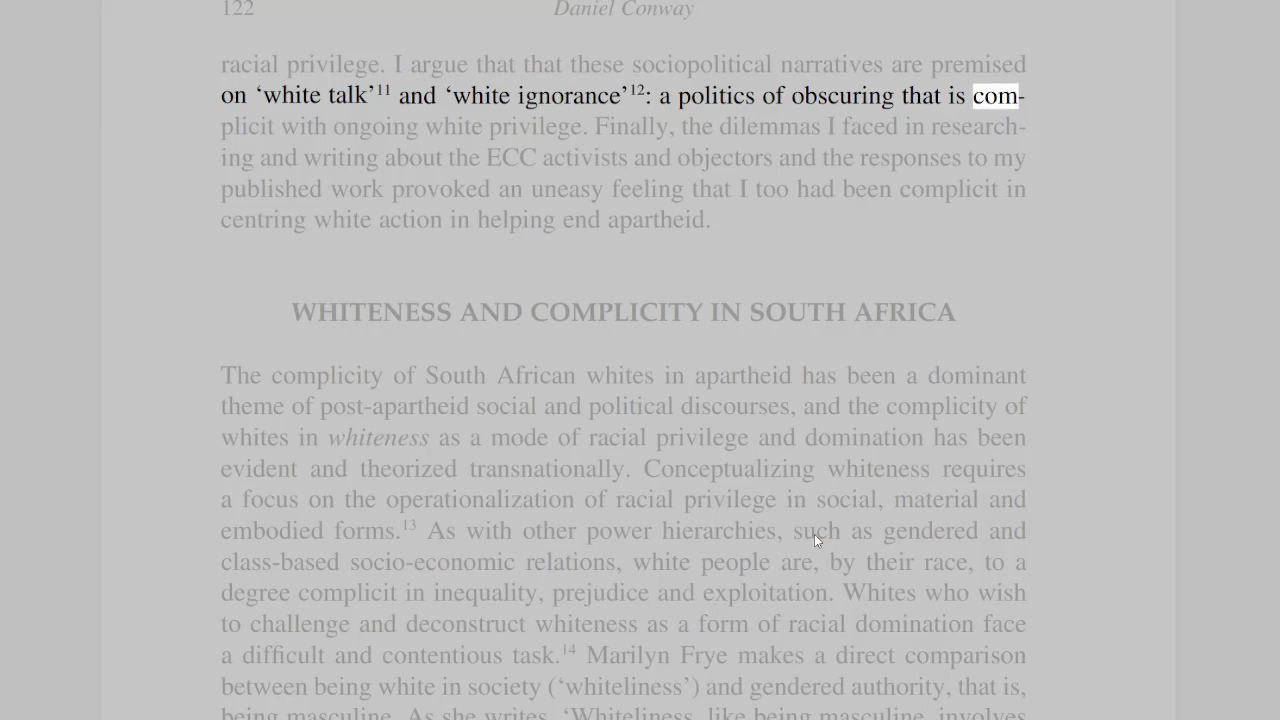 122 Daniel Conway
racial privilege. I argue that that these sociopolitical narratives are premised
on ‘white talk’¹¹ and ‘white ignorance’¹²: a politics of obscuring that is com-
plicit with ongoing white privilege. Finally, the dilemmas I faced in research-
ing and writing about the ECC activists and objectors and the responses to my
published work provoked an uneasy feeling that I too had been complicit in
centring white action in helping end apartheid.
WHITENESS AND COMPLICITY IN SOUTH AFRICA
The complicity of South African whites in apartheid has been a dominant
theme of post-apartheid social and political discourses, and the complicity of
whites in whiteness as a mode of racial privilege and domination has been
evident and theorized transnationally. Conceptualizing whiteness requires
a focus on the operationalization of racial privilege in social, material and
embodied forms.¹³ As with other power hierarchies, such as gendered and
class-based socio-economic relations, white people are, by their race, to a
degree complicit in inequality, prejudice and exploitation. Whites who wish
to challenge and deconstruct whiteness as a form of racial domination face
a difficult and contentious task.¹⁴ Marilyn Frye makes a direct comparison
between being white in society (‘whiteliness’) and gendered authority, that is,
being masculine. As she writes, ‘Whiteliness, like being masculine, involves